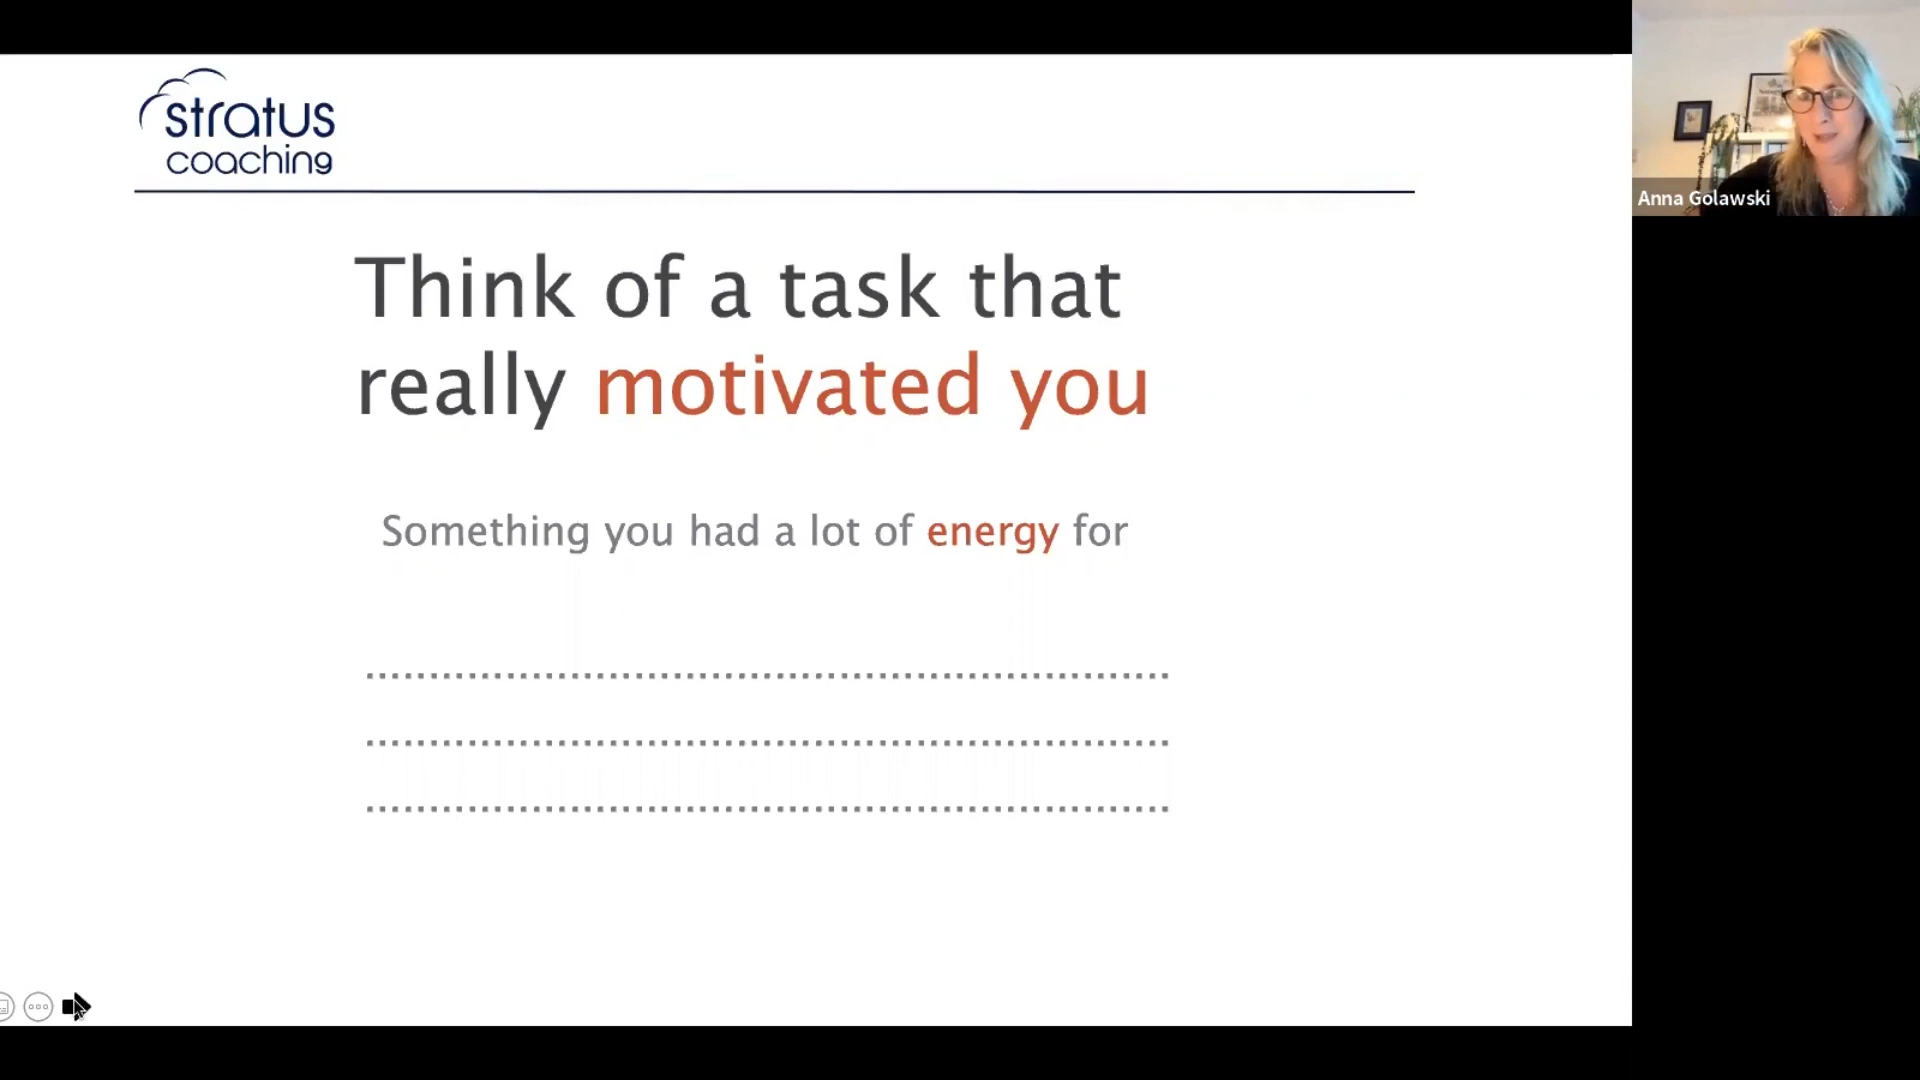 stratus
coaching
Think of a task that
really motivated you
Something you had a lot of energy for
Anna Golawski